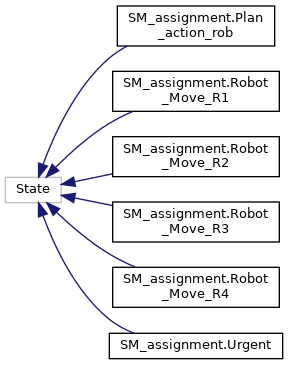 SM_assignment.Plan
_action_rob
SM_assignment.Robot
_Move_R1
SM_assignment.Robot
_Move_R2
State
SM_assignment.Robot
_Move_R3
SM_assignment.Robot
_Move_R4
SM_assignment.Urgent